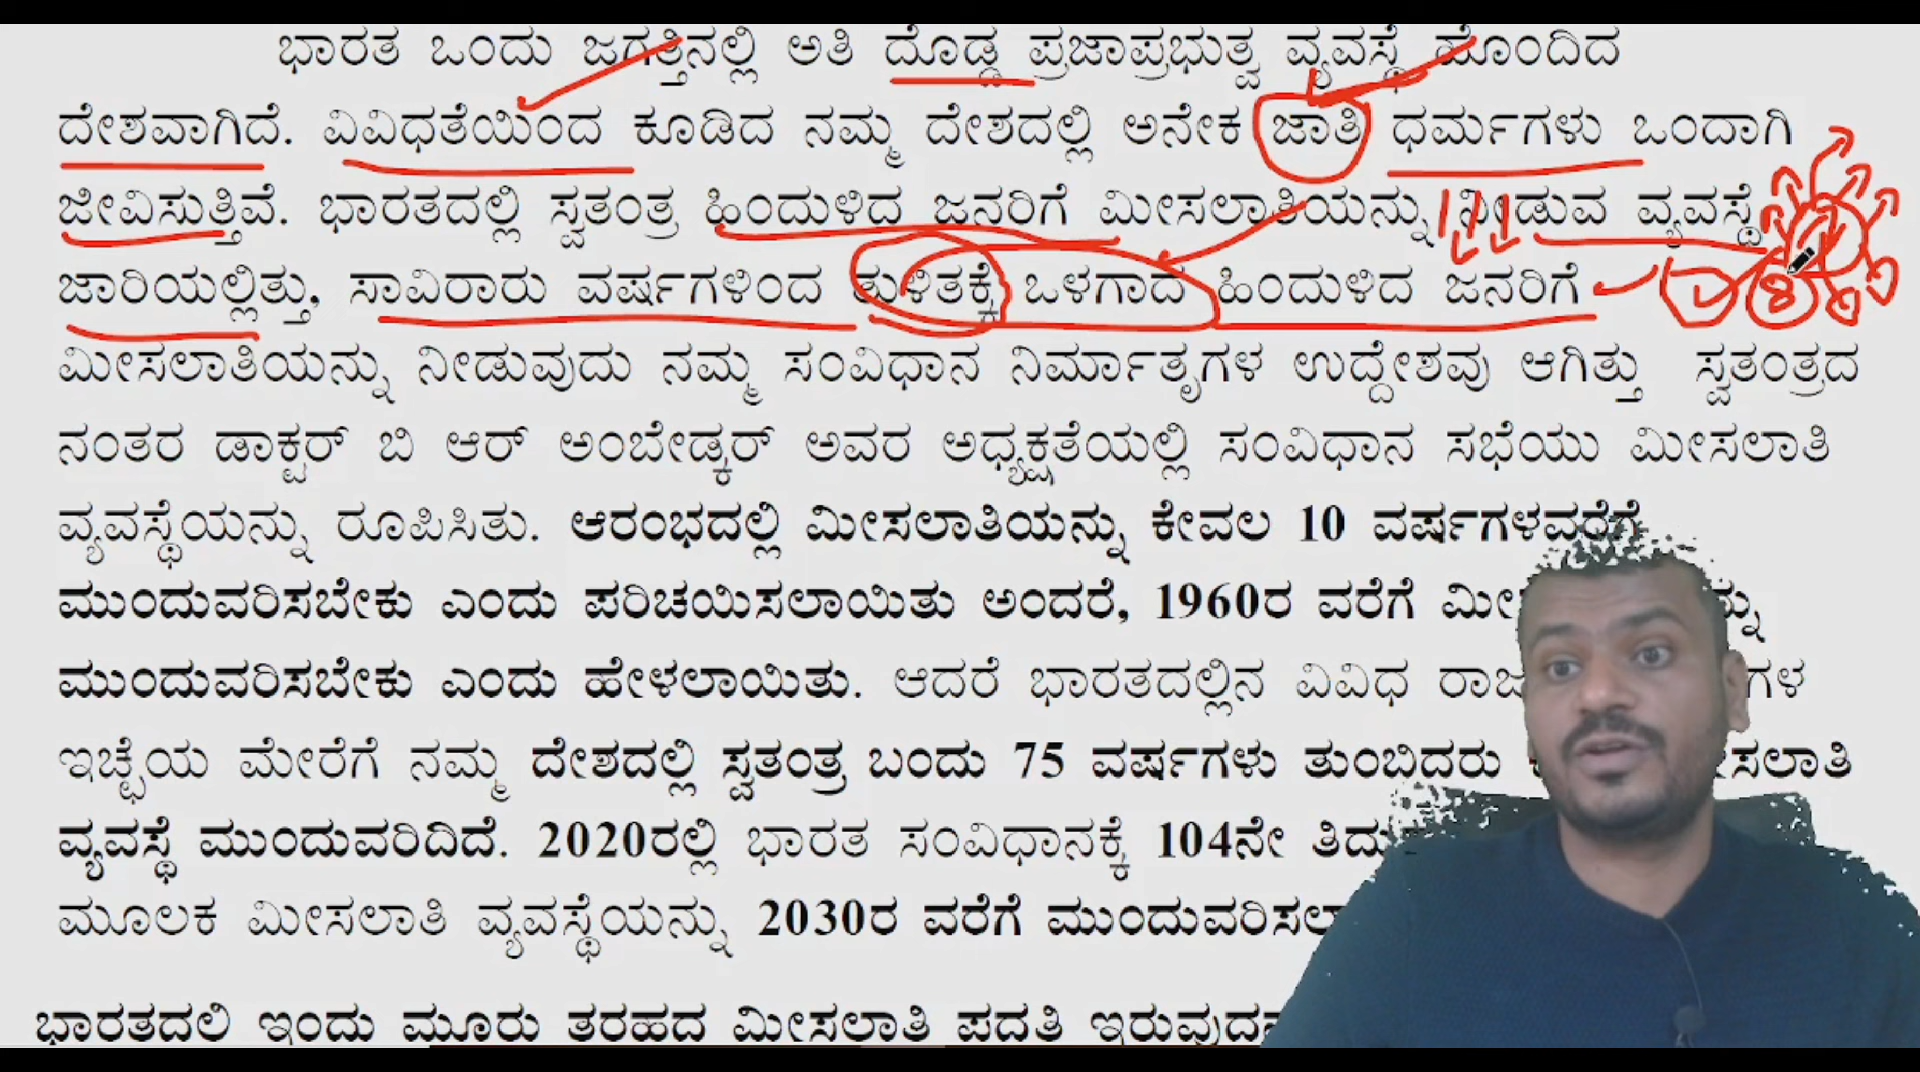 ಭಾರತ ಒಂದು ಜಗತ್ತಿನಲ್ಲಿ ಅತಿ ದೊಡ್ಡ ಪ್ರಜಾಪ್ರಭುತ್ವ ವ್ಯವಸ್ಥೆ ಹೊಂದಿದ
ದೇಶವಾಗಿದೆ. ವಿವಿಧತೆಯಿಂದ ಕೂಡಿದ ನಮ್ಮ ದೇಶದಲ್ಲಿ ಅನೇಕ ಜಾತಿ ಧರ್ಮಗಳು ಒಂದಾಗಿ
ಜೀವಿಸುತ್ತಿವೆ. ಭಾರತದಲ್ಲಿ ಸ್ವತಂತ್ರ ಹಿಂದುಳಿದ ಜನರಿಗೆ ಮೀಸಲಾತಿಯನ್ನು ನೀಡುವ ವ್ಯವಸ್ಥೆ
ಜಾರಿಯಲ್ಲಿತ್ತು, ಸಾವಿರಾರು ವರ್ಷಗಳಿಂದ ತುಳಿತಕ್ಕೆ ಒಳಗಾದ ಹಿಂದುಳಿದ ಜನರಿಗೆ
ಮೀಸಲಾತಿಯನ್ನು ನೀಡುವುದು ನಮ್ಮ ಸಂವಿಧಾನ ನಿರ್ಮಾತೃಗಳ ಉದ್ದೇಶವು ಆಗಿತ್ತು ಸ್ವತಂತ್ರದ
ನಂತರ ಡಾಕ್ಟರ್ ಬಿ ಆರ್ ಅಂಬೇಡ್ಕರ್ ಅವರ ಅಧ್ಯಕ್ಷತೆಯಲ್ಲಿ ಸಂವಿಧಾನ ಸಭೆಯು ಮೀಸಲಾತಿ
ವ್ಯವಸ್ಥೆಯನ್ನು ರೂಪಿಸಿತು. ಆರಂಭದಲ್ಲಿ ಮೀಸಲಾತಿಯನ್ನು ಕೇವಲ 10 ವರ್ಷಗಳವರೆಗೆ
ಮುಂದುವರಿಸಬೇಕು ಎಂದು ಪರಿಚಯಿಸಲಾಯಿತು ಅಂದರೆ, 1960ರ ವರೆಗೆ
ಮುಂದುವರಿಸಬೇಕು ಎಂದು ಹೇಳಲಾಯಿತು. ಆದರೆ ಭಾರತದಲ್ಲಿನ ವಿವಿಧ
ಇಚ್ಛೆಯ ಮೇರೆಗೆ ನಮ್ಮ ದೇಶದಲ್ಲಿ ಸ್ವತಂತ್ರ ಬಂದು 75 ವರ್ಷಗಳು ತುಂಬಿದರು
ವ್ಯವಸ್ಥೆ ಮುಂದುವರಿದಿದೆ. 2020ರಲ್ಲಿ ಭಾರತ ಸಂವಿಧಾನಕ್ಕೆ 104ನೇ
ಮೂಲಕ ಮೀಸಲಾತಿ ವ್ಯವಸ್ಥೆಯನ್ನು 2030ರ ವರೆಗೆ
ಭಾರತದಲ್ಲಿ ಇಂದು ಮೂರು ತರಹದ ಮೀಸಲಾತಿ ಪದ್ಧತಿ